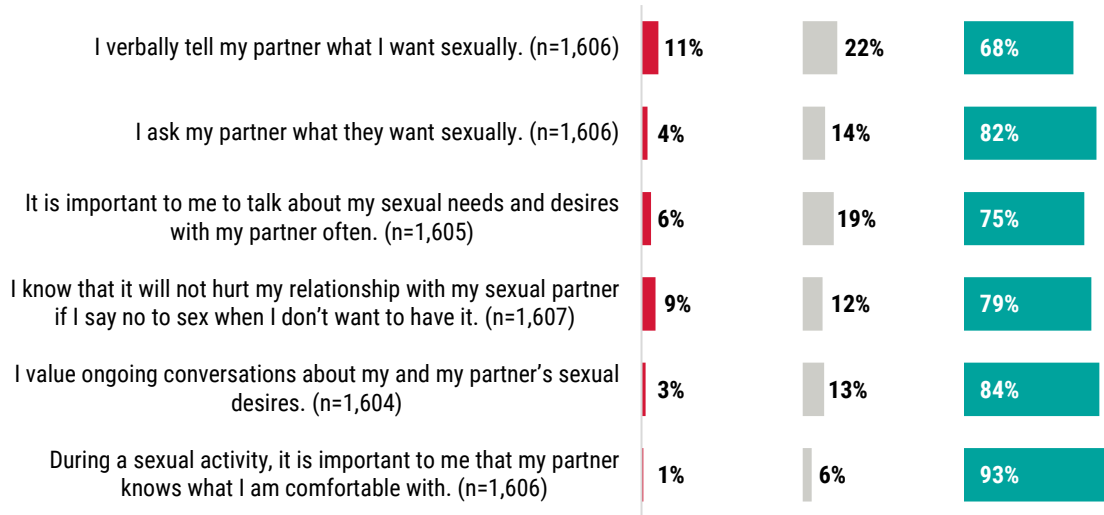 I verbally tell my partner what I want sexually. (n=1,606) 11% 22% 68%
I ask my partner what they want sexually. (n=1,606) 4% 14% 82%
It is important to me to talk about my sexual needs and desires
with my partner often. (n=1,605) 6% 19% 75%
I know that it will not hurt my relationship with my sexual partner
if I say no to sex when I don’t want to have it. (n=1,607) 9% 12% 79%
I value ongoing conversations about my and my partner’s sexual
desires. (n=1,604) 3% 13% 84%
During a sexual activity, it is important to me that my partner
knows what I am comfortable with. (n=1,606) 1% 6% 93%